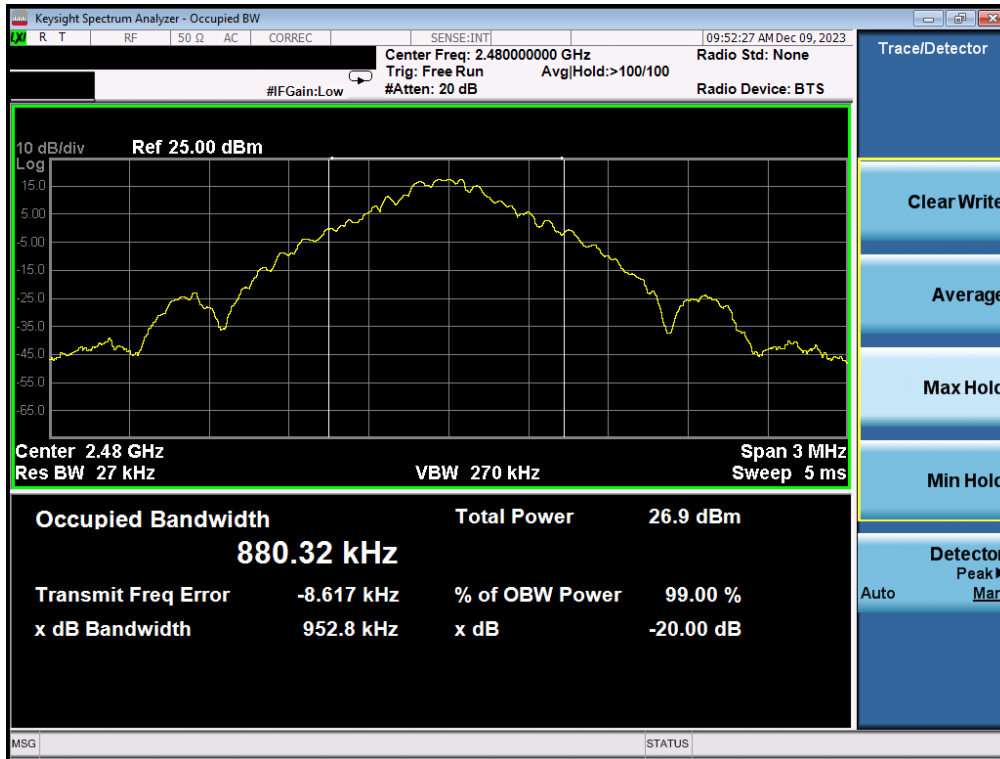 Keysight Spectrum Analyzer - Occupied BW
LXI R T RF 50 Ω AC CORREC SENSE:INT 09:52:27 AM Dec 09, 2023
Center Freq: 2.480000000 GHz Radio Std: None
Trig: Free Run Avg|Hold:>100/100
#IFGain:Low #Atten: 20 dB Radio Device: BTS
10 dB/div Ref 25.00 dBm
Log
15.0
5.00
-5.00
-15.0
-25.0
-35.0
-45.0
-55.0
-65.0
Center 2.48 GHz Span 3 MHz
Res BW 27 kHz VBW 270 kHz Sweep 5 ms
Occupied Bandwidth Total Power 26.9 dBm
880.32 kHz
Transmit Freq Error -8.617 kHz % of OBW Power 99.00 %
x dB Bandwidth 952.8 kHz x dB -20.00 dB
MSG STATUS
Trace/Detector
Clear Write
Average
Max Hold
Min Hold
Detector
Peak
Auto Man